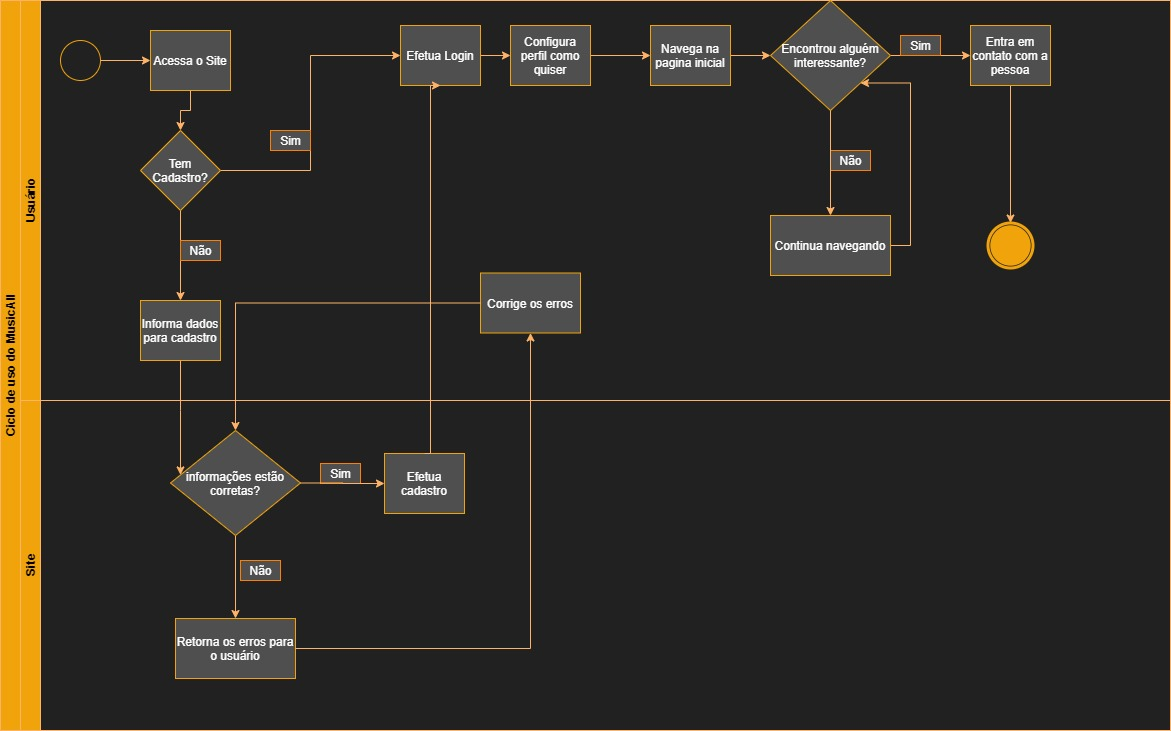 Ciclo de uso do MusicAll
Usuário
Acessa o Site
Tem
Cadastro?
Sim
Não
Informa dados
para cadastro
Efetua Login
Configura
perfil como
quiser
Navega na
pagina inicial
Encontrou alguém
interessante?
Sim
Entra em
contato com a
pessoa
Não
Continua navegando
Corrige os erros
Site
informações estão
corretas?
Sim
Efetua
cadastro
Não
Retorna os erros para
o usuário